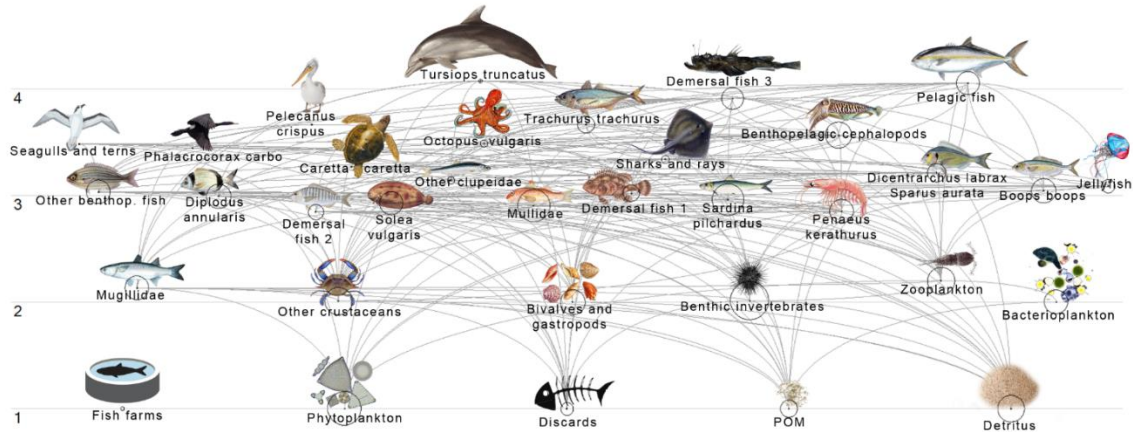 Tursiops truncatus
Demersal fish 3
4
Pelecanus
crispus
Pelagic fish
Trachurus trachurus
Octopus vulgaris
Benthopelagic cephalopods
Seagulls and terns
Phalacrocorax carbo
Caretta caretta
Sharks and rays
Other clupeidae
Dicentrarchus labrax
Sparus aurata
Jellyfish
Boops boops
3
Other benthop. fish
Diplodus
annularis
Demersal
fish 2
Solea
vulgaris
Mullidae
Demersal fish 1
Sardina
pilchardus
Penaeus
kerathurus
Mugilidae
Other crustaceans
Bivalves and
gastropods
Benthic invertebrates
Zooplankton
Bacterioplankton
2
Fish farms
Phytoplankton
Discards
POM
Detritus
1